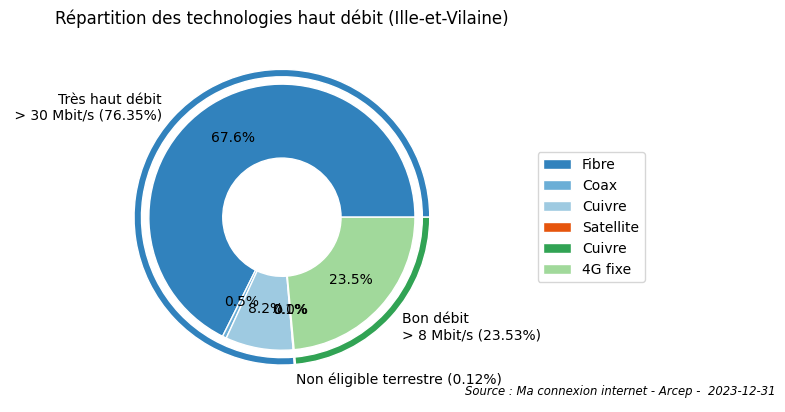 Répartition des technologies haut débit (Ille-et-Vilaine)
Très haut débit
> 30 Mbit/s (76.35%)
67.6%
Fibre
Coax
Cuivre
Satellite
Cuivre
4G fixe
23.5%
0.5%
8.2%
0.1%
Bon débit
> 8 Mbit/s (23.53%)
Non éligible terrestre (0.12%)
Source : Ma connexion internet - Arcep -  2023-12-31